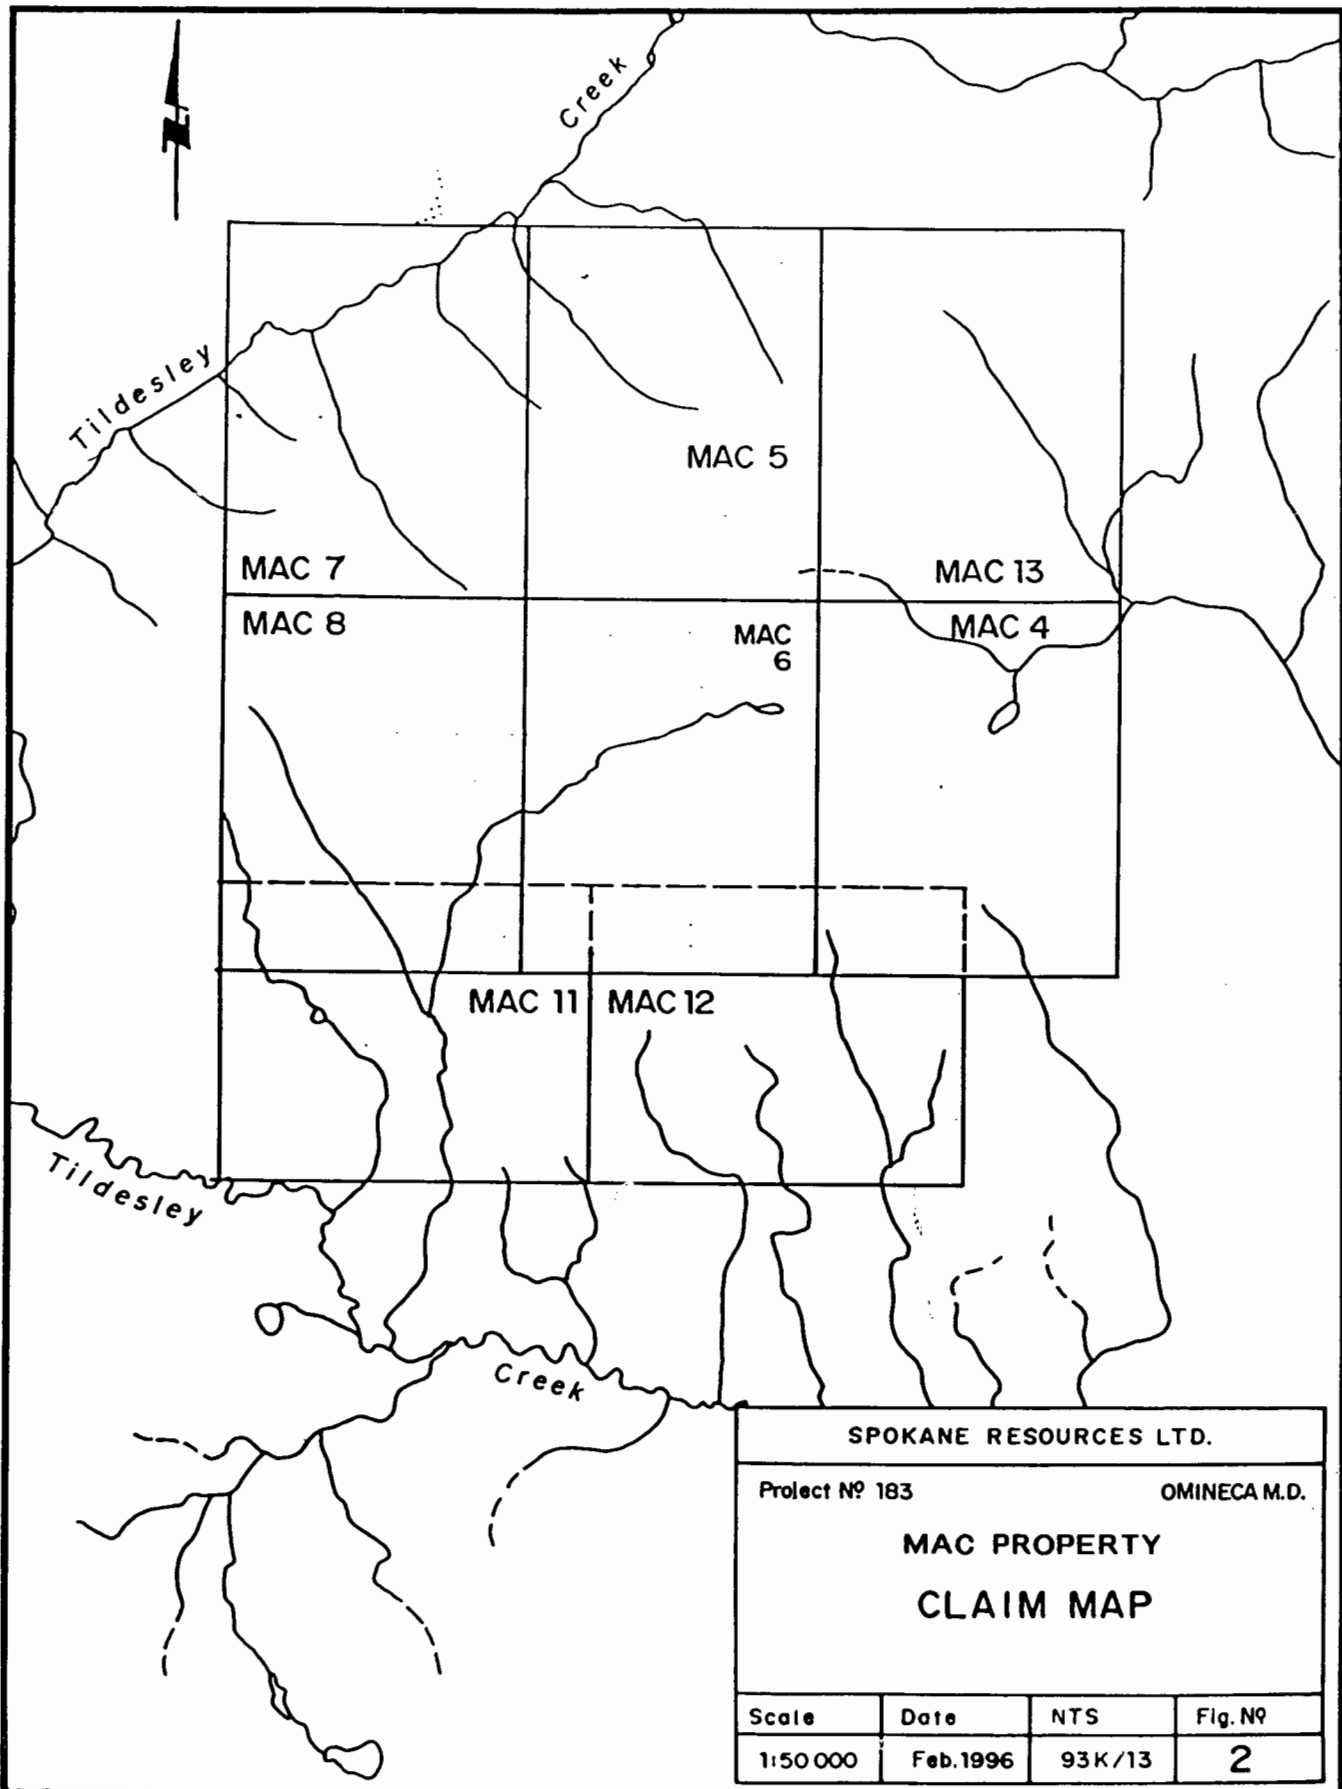 N
Creek
Tildesley
MAC 5
MAC 7
MAC 13
MAC 8
MAC 6
MAC 4
MAC 11
MAC 12
Tildesley
Creek
SPOKANE RESOURCES LTD.
Project Nº 183 OMINECA M.D.
MAC PROPERTY
CLAIM MAP
Scale Date NTS Fig. Nº
1:50 000 Feb. 1996 93K/13 2